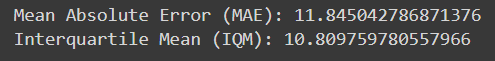 Mean Absolute Error (MAE): 11.845042786871376
Interquartile Mean (IQM): 10.809759780557966